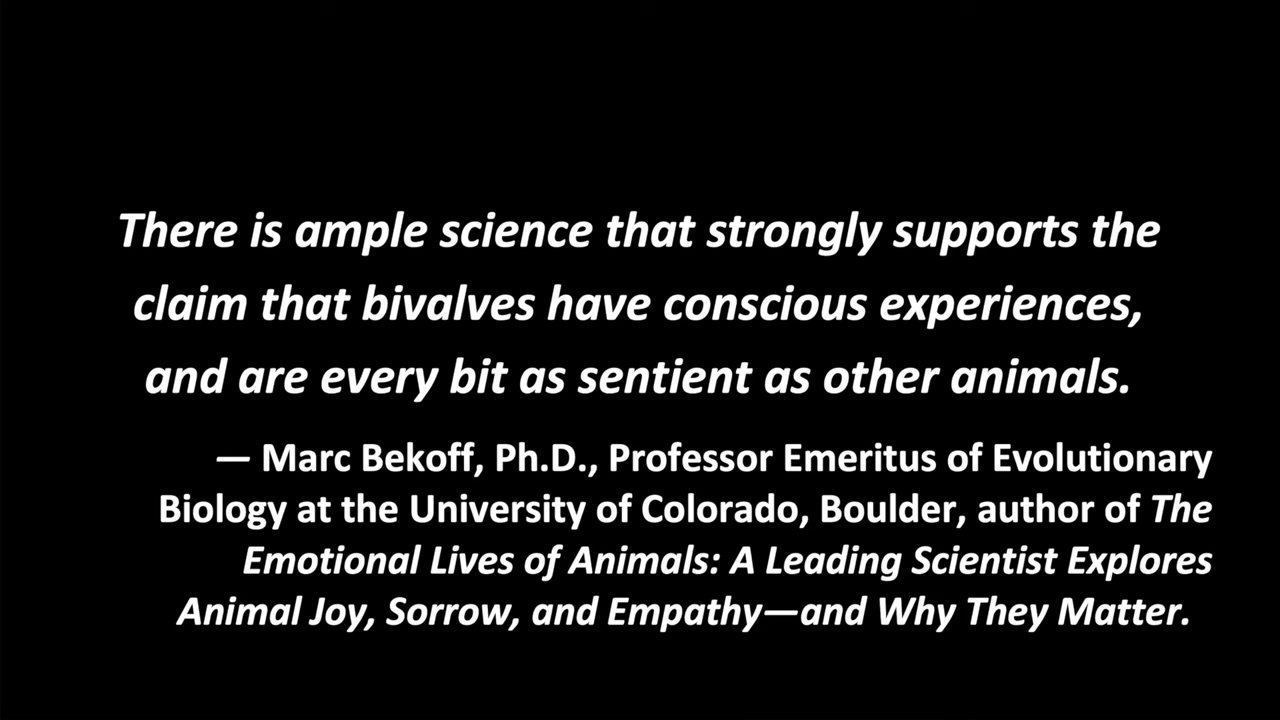 There is ample science that strongly supports the
claim that bivalves have conscious experiences,
and are every bit as sentient as other animals.
— Marc Bekoff, Ph.D., Professor Emeritus of Evolutionary
Biology at the University of Colorado, Boulder, author of The
Emotional Lives of Animals: A Leading Scientist Explores
Animal Joy, Sorrow, and Empathy—and Why They Matter.